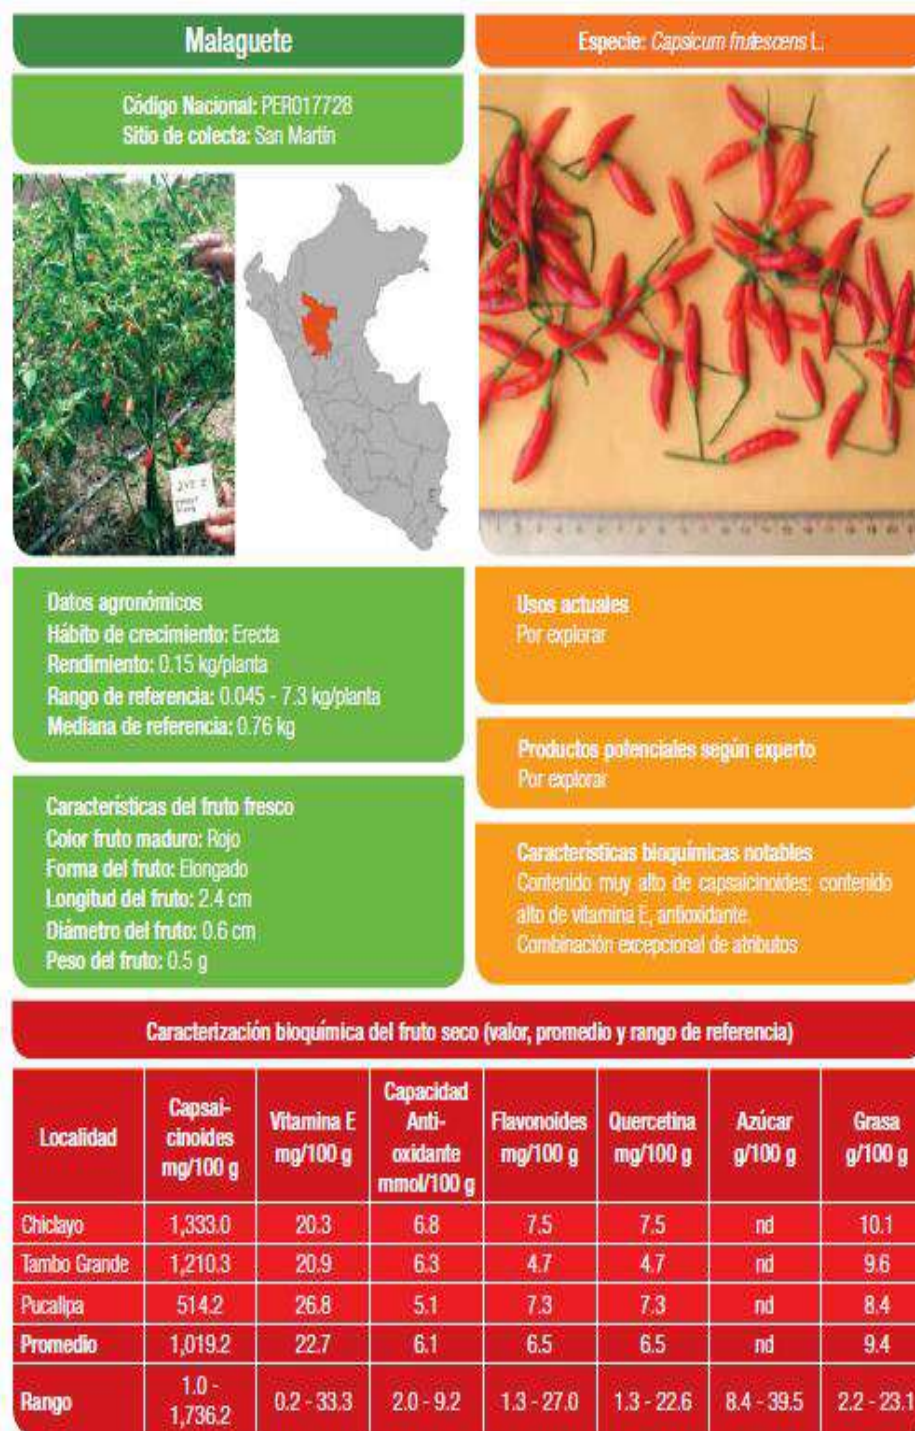 Malaguete
Especie: Capsicum frutescens L.
Código Nacional: PER017728
Sitio de colecta: San Martín
Datos agronómicos
Hábito de crecimiento: Erecta
Rendimiento: 0.15 kg/planta
Rango de referencia: 0.045 - 7.3 kg/planta
Mediana de referencia: 0.76 kg
Características del fruto fresco
Color fruto maduro: Rojo
Forma del fruto: Elongado
Longitud del fruto: 2.4 cm
Diámetro del fruto: 0.6 cm
Peso del fruto: 0.5 g
Usos actuales
Por explorar
Productos potenciales según experto
Por explorar
Características bioquímicas notables
Contenido muy alto de capsaicinoides; contenido
alto de vitamina E, antioxidante.
Combinación excepcional de atributos
Caracterización bioquímica del fruto seco (valor, promedio y rango de referencia)
Localidad Capsai-cinoides mg/100 g Vitamina E mg/100 g Capacidad Anti-oxidante mmol/100 g Flavonoides mg/100 g Quercetina mg/100 g Azúcar g/100 g Grasa g/100 g
Chiclayo 1,333.0 20.3 6.8 7.5 7.5 nd 10.1
Tambo Grande 1,210.3 20.9 6.3 4.7 4.7 nd 9.6
Pucallpa 514.2 26.8 5.1 7.3 7.3 nd 8.4
Promedio 1,019.2 22.7 6.1 6.5 6.5 nd 9.4
Rango 1.0 - 1,736.2 0.2 - 33.3 2.0 - 9.2 1.3 - 27.0 1.3 - 22.6 8.4 - 39.5 2.2 - 23.1